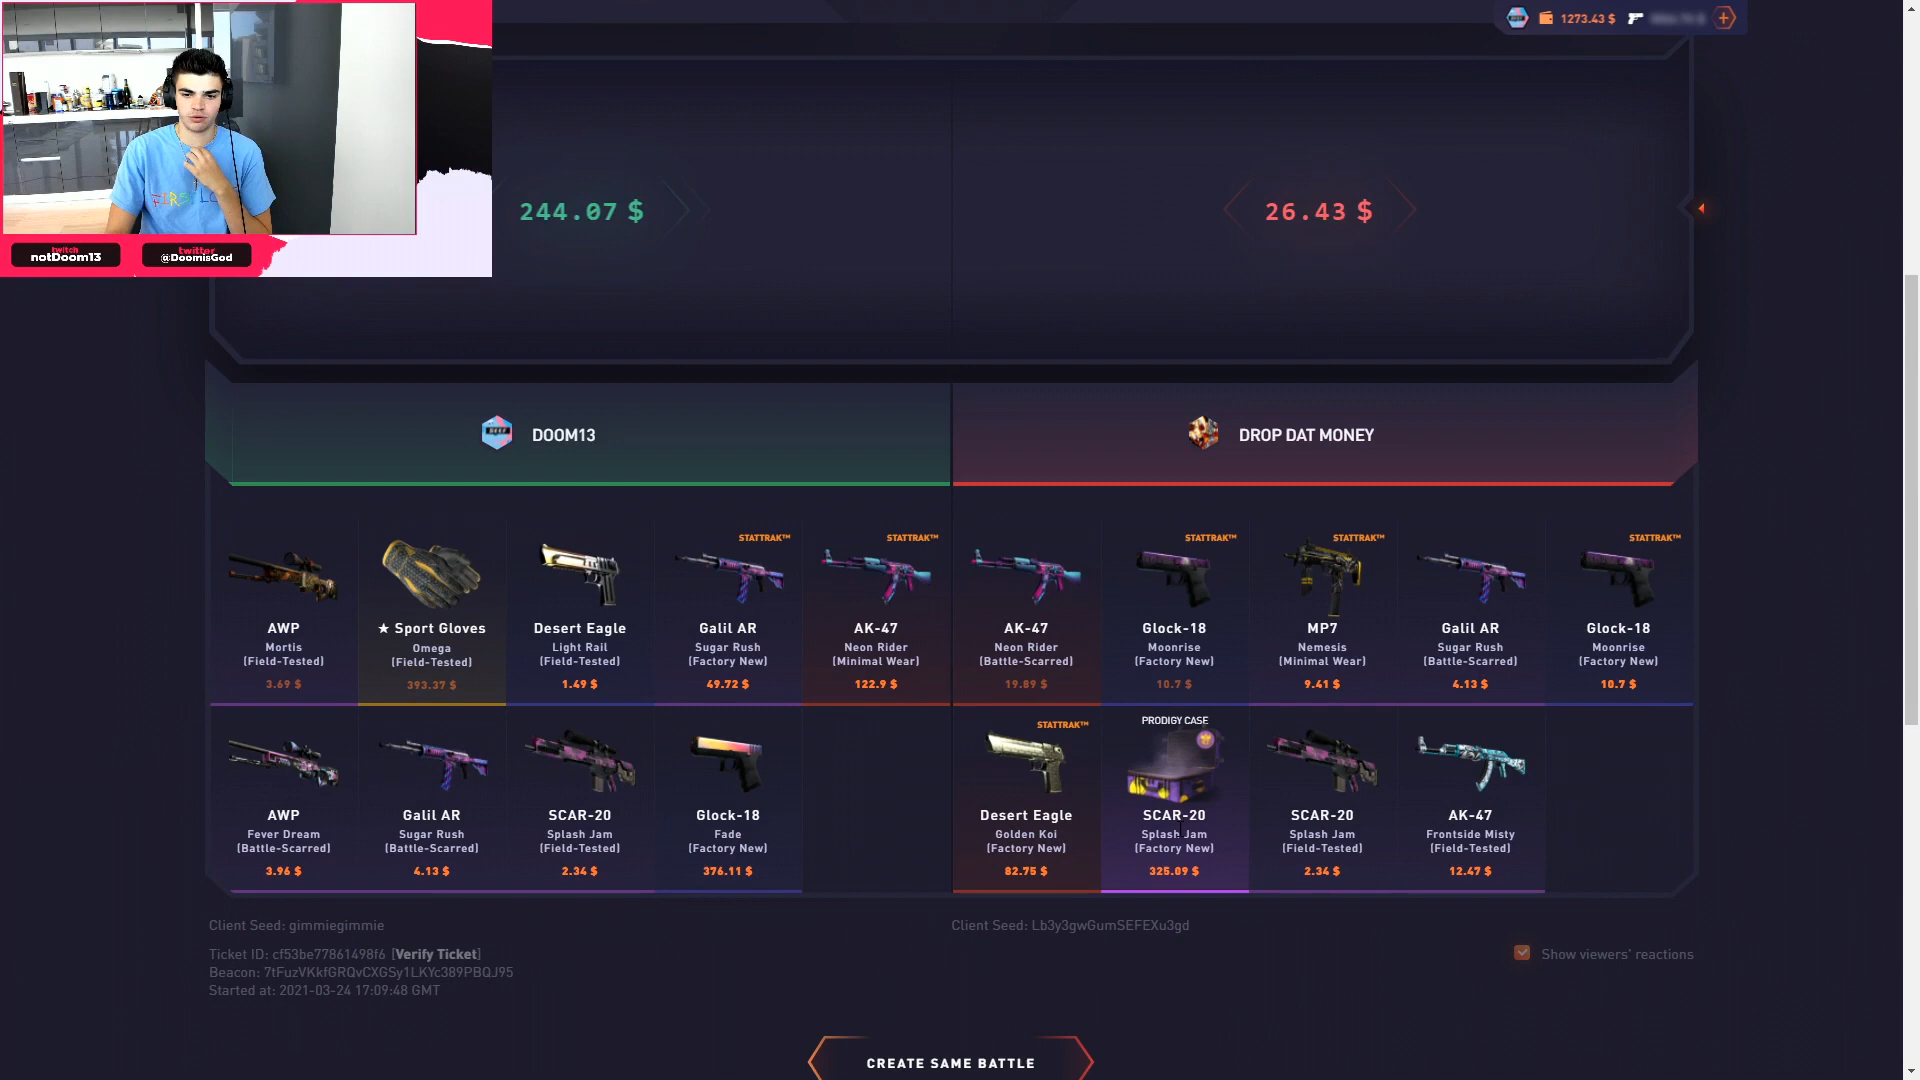 1273.43 $
twitch
notDoom13
twitter
@DoomisGod
244.07 $
26.43 $
DOOM13
DROP DAT MONEY
AWP
Mortis
(Field-Tested)
3.69 $
★ Sport Gloves
Omega
(Field-Tested)
393.37 $
Desert Eagle
Light Rail
(Field-Tested)
1.49 $
STATTRAK™
Galil AR
Sugar Rush
(Factory New)
49.72 $
STATTRAK™
AK-47
Neon Rider
(Minimal Wear)
122.9 $
AK-47
Neon Rider
(Battle-Scarred)
19.89 $
STATTRAK™
Glock-18
Moonrise
(Factory New)
10.7 $
STATTRAK™
MP7
Nemesis
(Minimal Wear)
9.41 $
Galil AR
Sugar Rush
(Battle-Scarred)
4.13 $
STATTRAK™
Glock-18
Moonrise
(Factory New)
10.7 $
AWP
Fever Dream
(Battle-Scarred)
3.96 $
Galil AR
Sugar Rush
(Battle-Scarred)
4.13 $
SCAR-20
Splash Jam
(Field-Tested)
2.34 $
Glock-18
Fade
(Factory New)
376.11 $
STATTRAK™
Desert Eagle
Golden Koi
(Factory New)
82.75 $
PRODIGY CASE
SCAR-20
Splash Jam
(Factory New)
325.09 $
SCAR-20
Splash Jam
(Field-Tested)
2.34 $
AK-47
Frontside Misty
(Field-Tested)
12.47 $
Client Seed: gimmiegimmie
Client Seed: Lb3y3gwGumSEFEXu3gd
Ticket ID: cf53be77861498f6 [Verify Ticket]
Beacon: 7tFuzVKkfGRQvCXGSy1LKYc389PBQJ95
Started at: 2021-03-24 17:09:48 GMT
Show viewers' reactions
CREATE SAME BATTLE